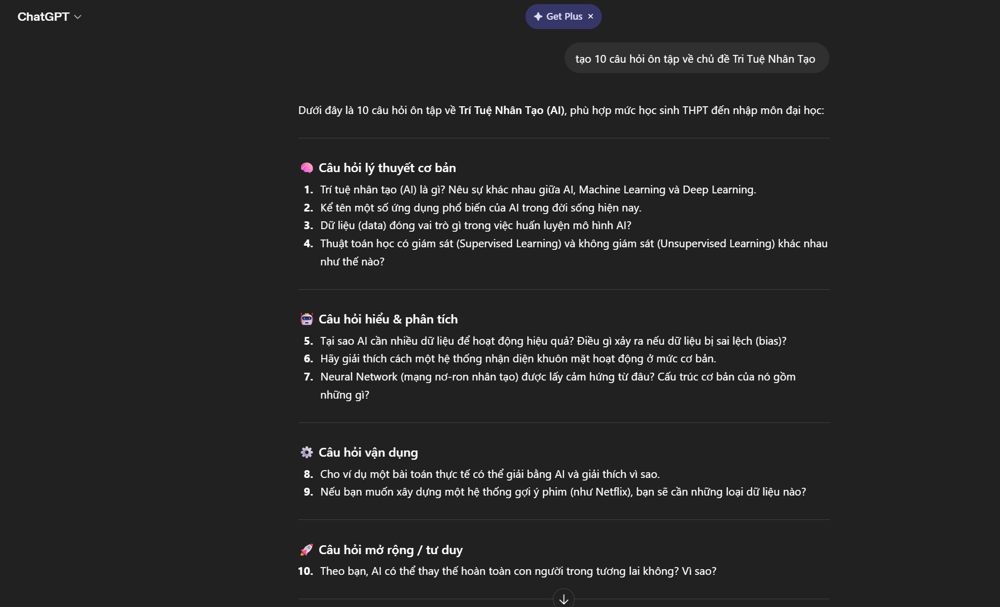 ChatGPT
Get Plus ×
tạo 10 câu hỏi ôn tập về chủ đề Tri Tuệ Nhân Tạo
Dưới đây là 10 câu hỏi ôn tập về Trí Tuệ Nhân Tạo (AI), phù hợp mức học sinh THPT đến nhập môn đại học:
Câu hỏi lý thuyết cơ bản
1. Trí tuệ nhân tạo (AI) là gì? Nêu sự khác nhau giữa AI, Machine Learning và Deep Learning.
2. Kể tên một số ứng dụng phổ biến của AI trong đời sống hiện nay.
3. Dữ liệu (data) đóng vai trò gì trong việc huấn luyện mô hình AI?
4. Thuật toán học có giám sát (Supervised Learning) và không giám sát (Unsupervised Learning) khác nhau
như thế nào?
Câu hỏi hiểu & phân tích
5. Tại sao AI cần nhiều dữ liệu để hoạt động hiệu quả? Điều gì xảy ra nếu dữ liệu bị sai lệch (bias)?
6. Hãy giải thích cách một hệ thống nhận diện khuôn mặt hoạt động ở mức cơ bản.
7. Neural Network (mạng nơ-ron nhân tạo) được lấy cảm hứng từ đâu? Cấu trúc cơ bản của nó gồm
những gì?
Câu hỏi vận dụng
8. Cho ví dụ một bài toán thực tế có thể giải bằng AI và giải thích vì sao.
9. Nếu bạn muốn xây dựng một hệ thống gợi ý phim (như Netflix), bạn sẽ cần những loại dữ liệu nào?
Câu hỏi mở rộng / tư duy
10. Theo bạn, AI có thể thay thế hoàn toàn con người trong tương lai không? Vì sao?